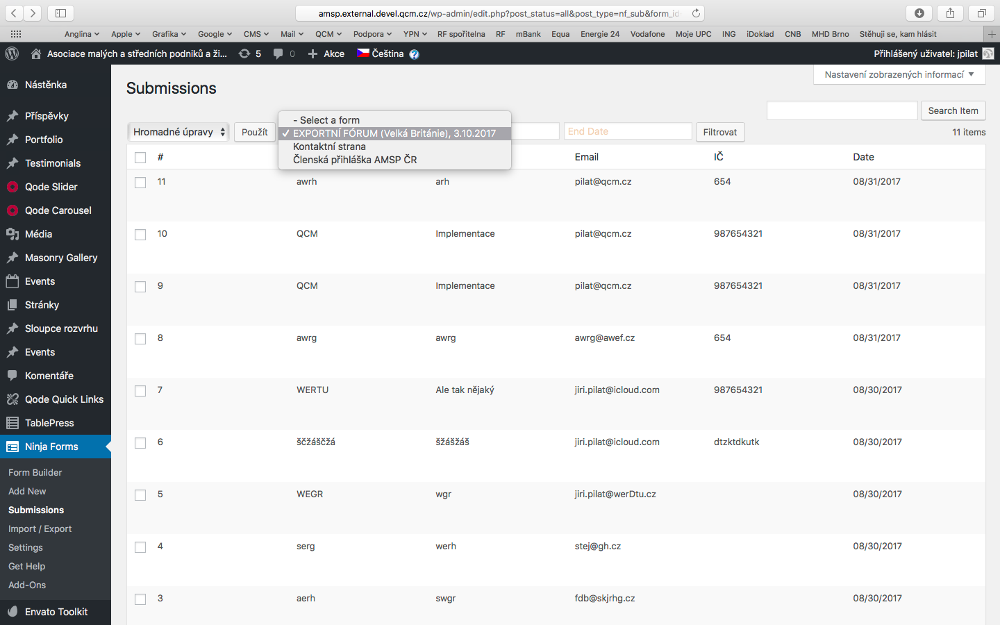 amsp.external.devel.qcm.cz/wp-admin/edit.php?post_status=all&post_type=nf_sub&form_id
Anglina Apple Grafika Google CMS Mail QCM Podpora YPN RF spořitelna RF mBank Equa Energie 24 Vodafone Moje UPC ING iDoklad CNB MHD Brno Stěhuji se, kam hlásit
Asociace malých a středních podniků a ži... 5 0 Akce Čeština ? Přihlášený uživatel: jpilat
Nastavení zobrazených informací
Submissions
Search Item
Hromadné úpravy Použít
- Select a form
✓ EXPORTNÍ FÓRUM (Velká Británie), 3.10.2017
Kontaktní strana
Členská přihláška AMSP ČR
End Date Filtrovat 11 items
# Email IČ Date
11 awrh arh pilat@qcm.cz 654 08/31/2017
10 QCM Implementace pilat@qcm.cz 987654321 08/31/2017
9 QCM Implementace pilat@qcm.cz 987654321 08/31/2017
8 awrg awrg awrg@awef.cz 654 08/31/2017
7 WERTU Ale tak nějaký jiri.pilat@icloud.com 987654321 08/30/2017
6 ščžáščžá šžášžáš jiri.pilat@icloud.com dtzktdkutk 08/30/2017
5 WEGR wgr jiri.pilat@werDtu.cz 08/30/2017
4 serg werh stej@gh.cz 08/30/2017
3 aerh swgr fdb@skjrhg.cz 08/30/2017
Nástěnka
Příspěvky
Portfolio
Testimonials
Qode Slider
Qode Carousel
Média
Masonry Gallery
Events
Stránky
Sloupce rozvrhu
Events
Komentáře
Qode Quick Links
TablePress
Ninja Forms
Form Builder
Add New
Submissions
Import / Export
Settings
Get Help
Add-Ons
Envato Toolkit